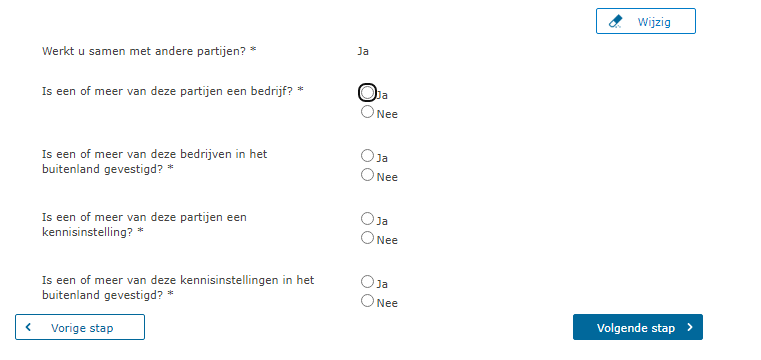 Wijzig
Werkt u samen met andere partijen? * Ja
Is een of meer van deze partijen een bedrijf? * Ja
Nee
Is een of meer van deze bedrijven in het
buitenland gevestigd? *
Ja
Nee
Is een of meer van deze partijen een
kennisinstelling? *
Ja
Nee
Is een of meer van deze kennisinstellingen in het
buitenland gevestigd? *
Ja
Nee
Vorige stap
Volgende stap